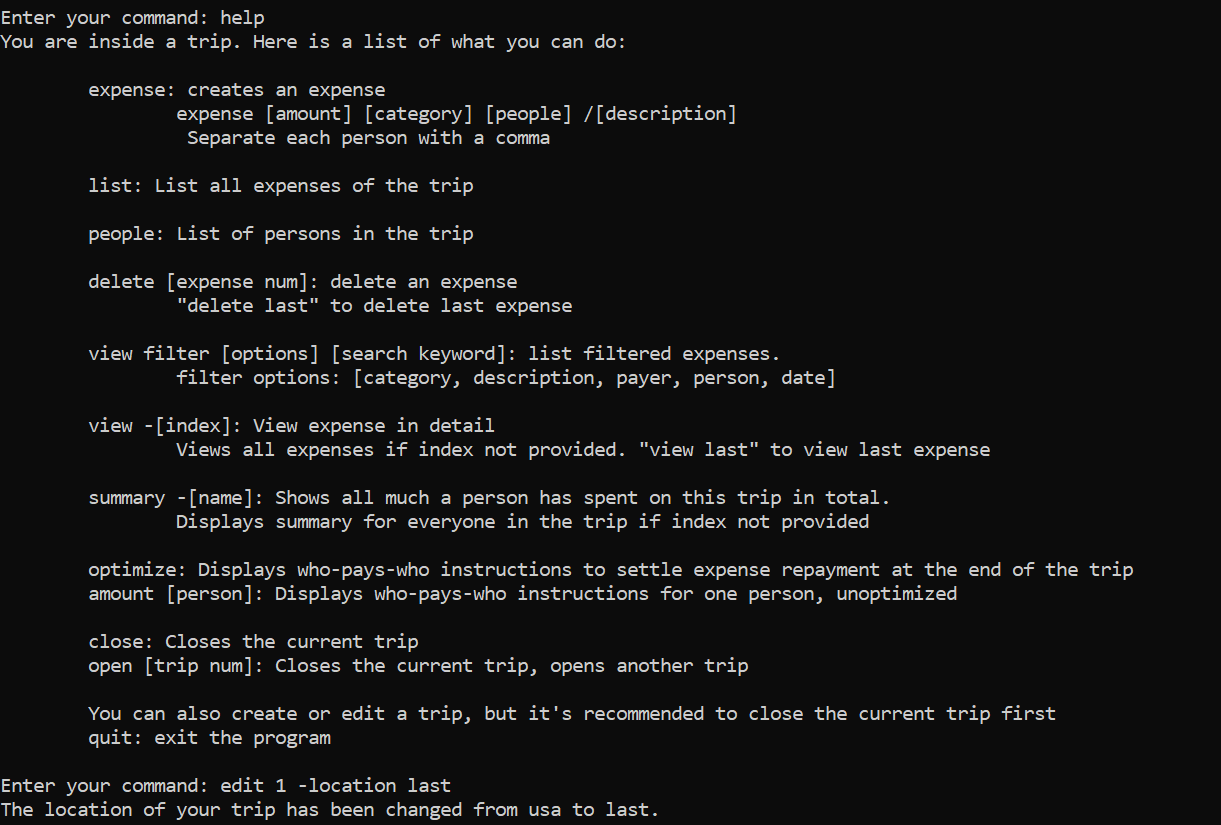 Enter your command: help
You are inside a trip. Here is a list of what you can do:
expense: creates an expense
expense [amount] [category] [people] /[description]
Separate each person with a comma
list: List all expenses of the trip
people: List of persons in the trip
delete [expense num]: delete an expense
"delete last" to delete last expense
view filter [options] [search keyword]: list filtered expenses.
filter options: [category, description, payer, person, date]
view -[index]: View expense in detail
Views all expenses if index not provided. "view last" to view last expense
summary -[name]: Shows all much a person has spent on this trip in total.
Displays summary for everyone in the trip if index not provided
optimize: Displays who-pays-who instructions to settle expense repayment at the end of the trip
amount [person]: Displays who-pays-who instructions for one person, unoptimized
close: Closes the current trip
open [trip num]: Closes the current trip, opens another trip
You can also create or edit a trip, but it's recommended to close the current trip first
quit: exit the program
Enter your command: edit 1 -location last
The location of your trip has been changed from usa to last.